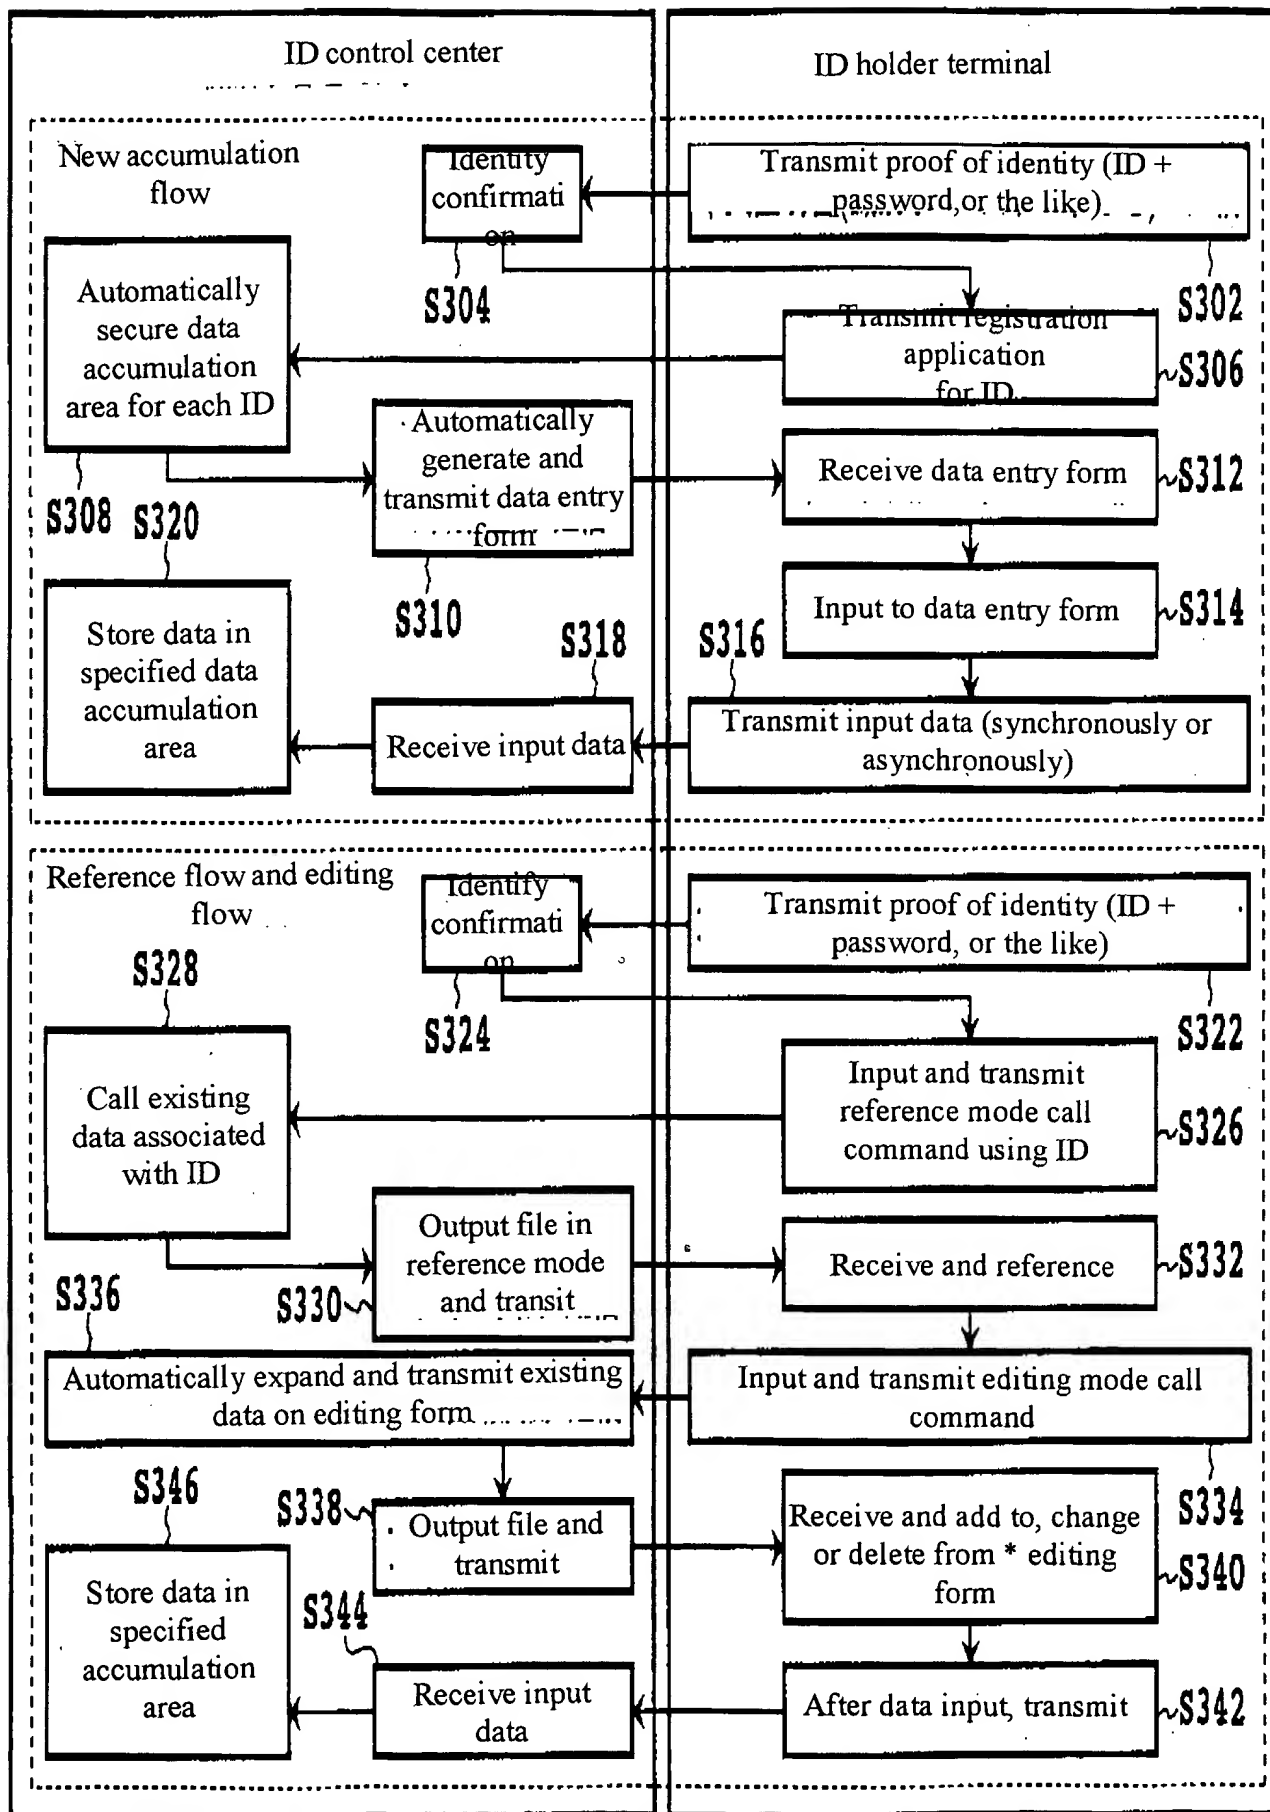 ID control center
ID holder terminal
New accumulation
flow
Identity
confirmati
on
Transmit proof of identity (ID +
password,or the like)
S304
S302
Automatically
secure data
accumulation
area for each ID
Transmit registration
application
for ID
S306
S308
S320
Automatically
generate and
transmit data entry
form
S310
Receive data entry form
S312
Input to data entry form
S314
S318
S316
Store data in
specified data
accumulation
area
Receive input data
Transmit input data (synchronously or
asynchronously)
Reference flow and editing
flow
Identify
confirmati
on
Transmit proof of identity (ID +
password, or the like)
S328
S324
S322
Call existing
data associated
with ID
Input and transmit
reference mode call
command using ID
S326
Output file in
reference mode
and transit
S330
Receive and reference
S332
S336
Automatically expand and transmit existing
data on editing form
Input and transmit editing mode call
command
S334
S346
S338
Output file and
transmit
Receive and add to, change
or delete from * editing
form
S340
S344
Store data in
specified
accumulation
area
Receive input
data
After data input, transmit
S342